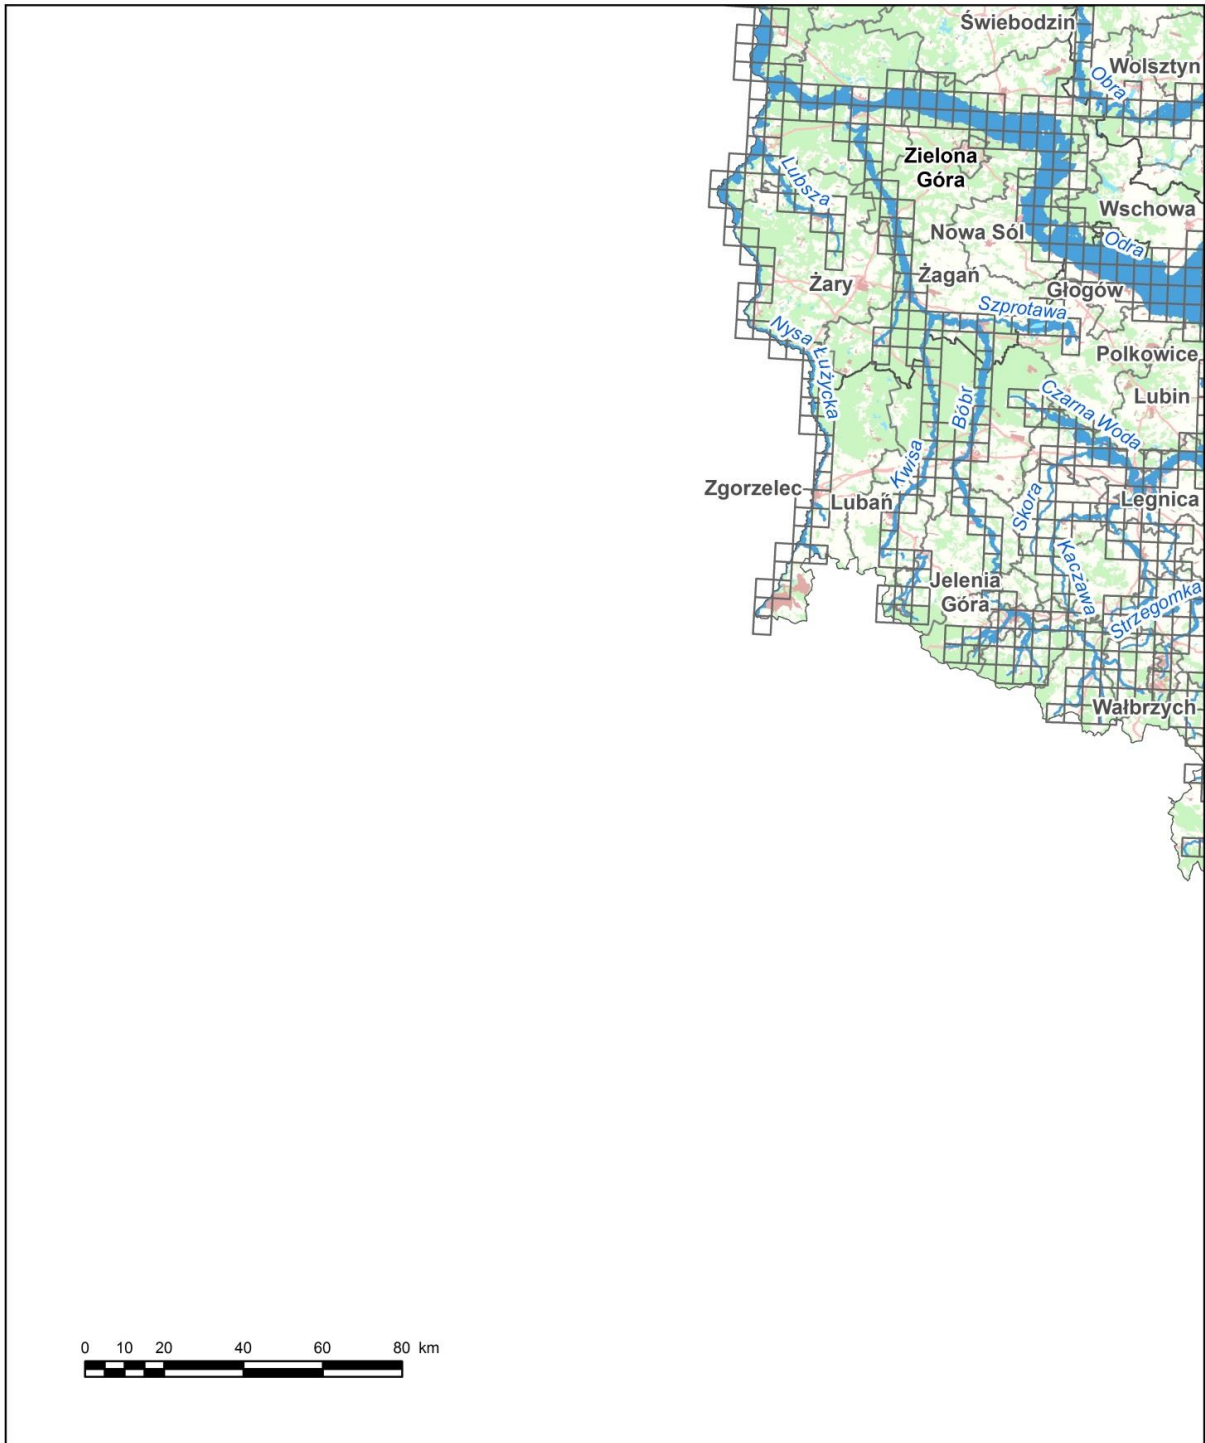 Świebodzin
Wolsztyn
Obra
Zielona
Góra
Lubsza
Wschowa
Nowa Sól
Odra
Żagań
Żary
Głogów
Szprotawa
Nysa Łużycka
Polkowice
Lubin
Czarna Woda
Bóbr
Kwisa
Zgorzelec
Lubań
Legnica
Skora
Kaczawa
Jelenia
Góra
Strzegomka
Wałbrzych
0 10 20 40 60 80 km